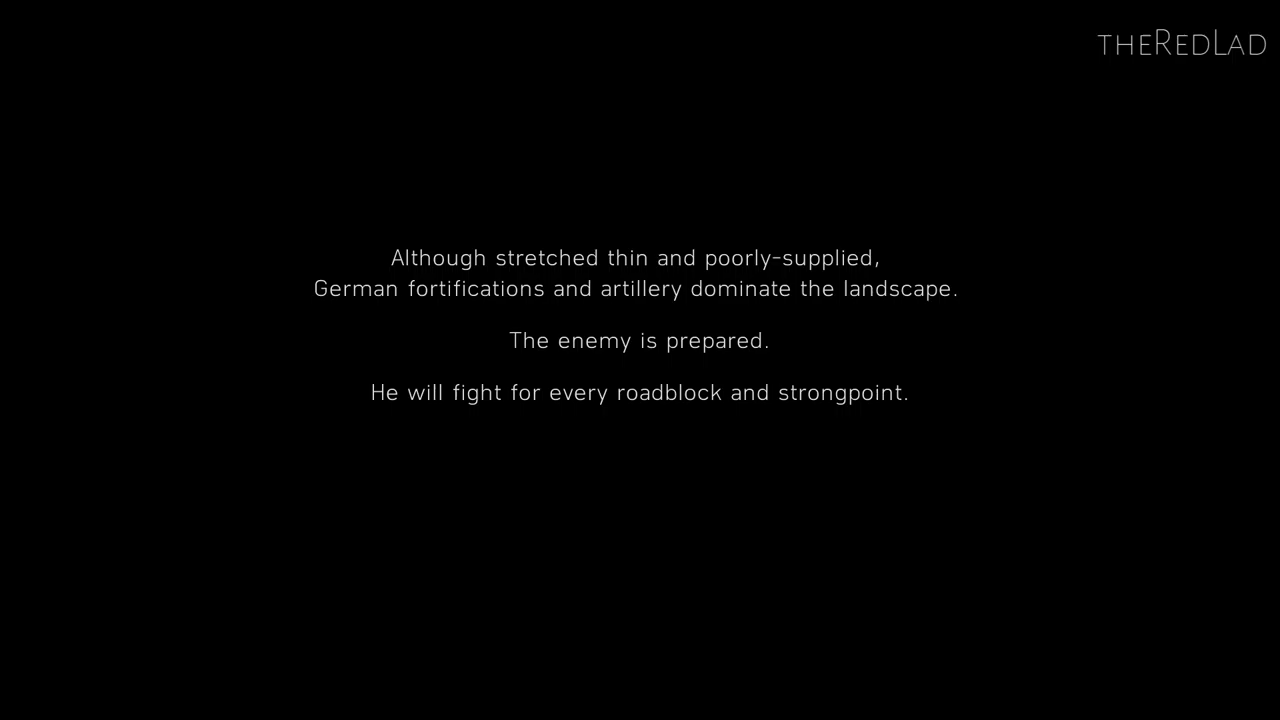 THEREDLAD
Although stretched thin and poorly-supplied,
German fortifications and artillery dominate the landscape.
The enemy is prepared.
He will fight for every roadblock and strongpoint.